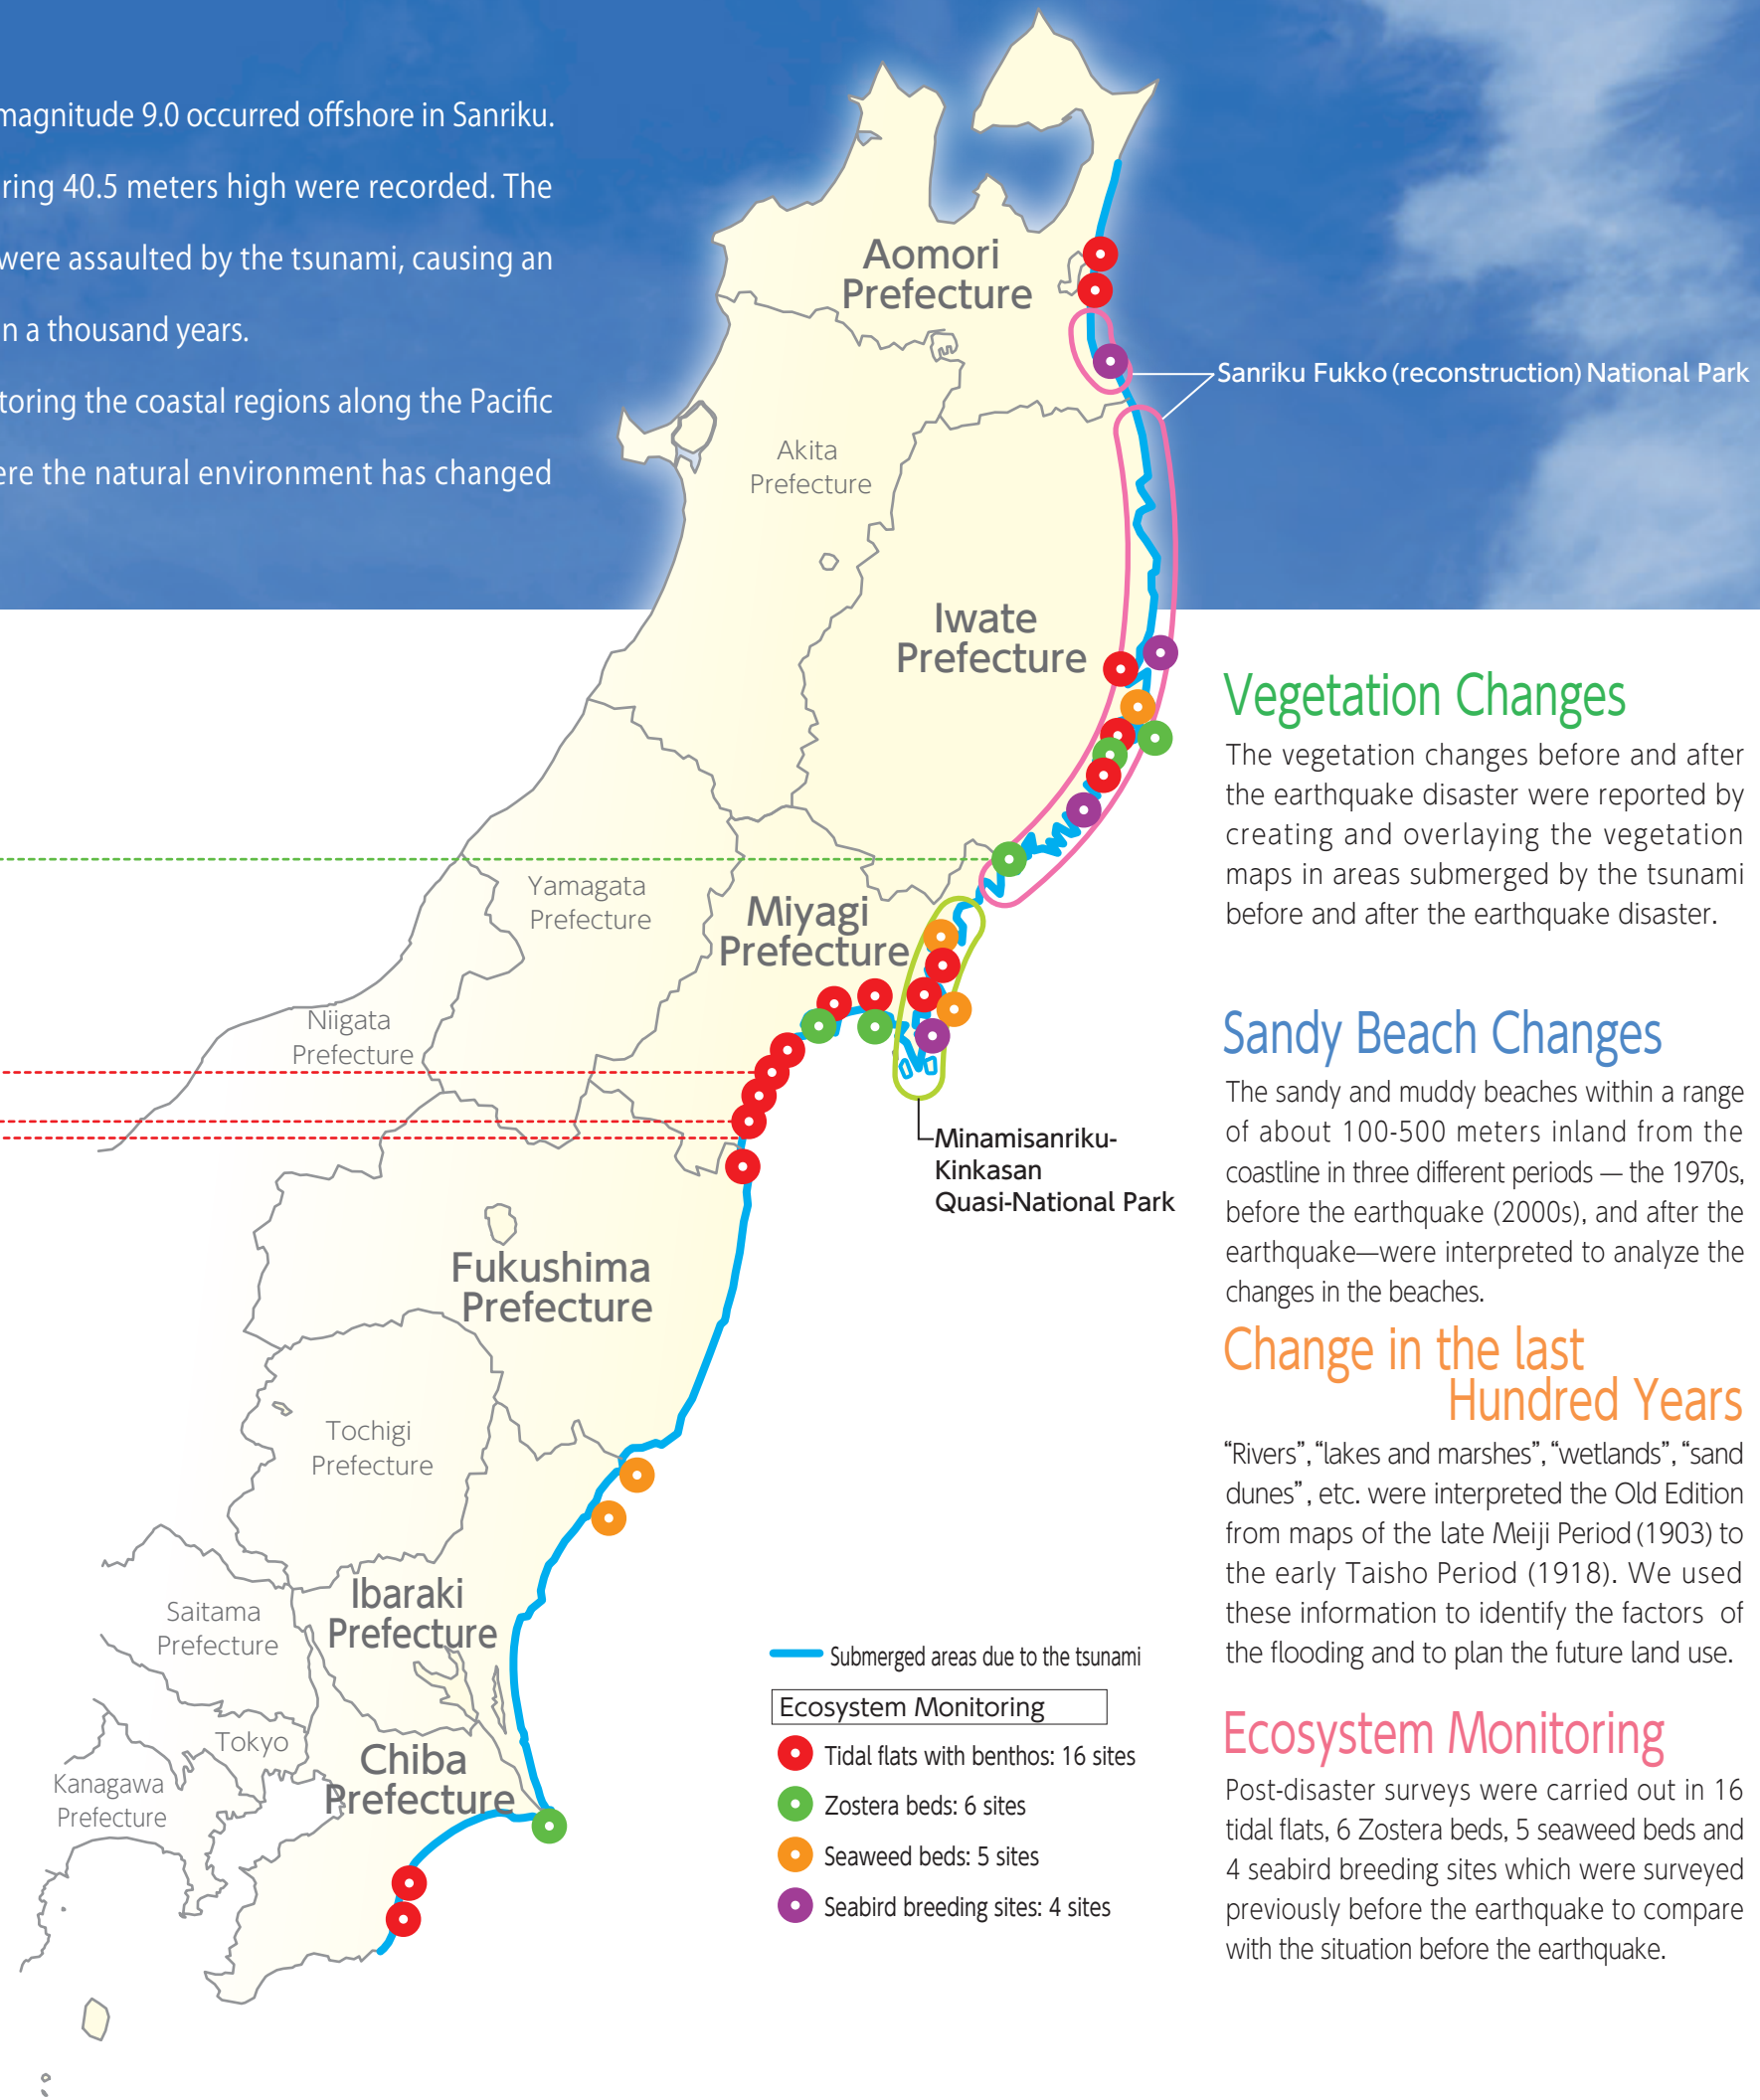 magnitude 9.0 occurred offshore in Sanriku.
ring 40.5 meters high were recorded. The
were assaulted by the tsunami, causing an
n a thousand years.
toring the coastal regions along the Pacific
ere the natural environment has changed
Aomori
Prefecture
Sanriku Fukko (reconstruction) National Park
Akita
Prefecture
Iwate
Prefecture
Yamagata
Prefecture
Miyagi
Prefecture
Niigata
Prefecture
Minamisanriku-
Kinkasan
Quasi-National Park
Fukushima
Prefecture
Tochigi
Prefecture
Ibaraki
Prefecture
Saitama
Prefecture
Tokyo
Chiba
Prefecture
Kanagawa
Prefecture
Submerged areas due to the tsunami
Ecosystem Monitoring
Tidal flats with benthos: 16 sites
Zostera beds: 6 sites
Seaweed beds: 5 sites
Seabird breeding sites: 4 sites
Vegetation Changes
The vegetation changes before and after
the earthquake disaster were reported by
creating and overlaying the vegetation
maps in areas submerged by the tsunami
before and after the earthquake disaster.
Sandy Beach Changes
The sandy and muddy beaches within a range
of about 100-500 meters inland from the
coastline in three different periods — the 1970s,
before the earthquake (2000s), and after the
earthquake—were interpreted to analyze the
changes in the beaches.
Change in the last
Hundred Years
“Rivers”, “lakes and marshes”, “wetlands”, “sand
dunes”, etc. were interpreted the Old Edition
from maps of the late Meiji Period (1903) to
the early Taisho Period (1918). We used
these information to identify the factors of
the flooding and to plan the future land use.
Ecosystem Monitoring
Post-disaster surveys were carried out in 16
tidal flats, 6 Zostera beds, 5 seaweed beds and
4 seabird breeding sites which were surveyed
previously before the earthquake to compare
with the situation before the earthquake.